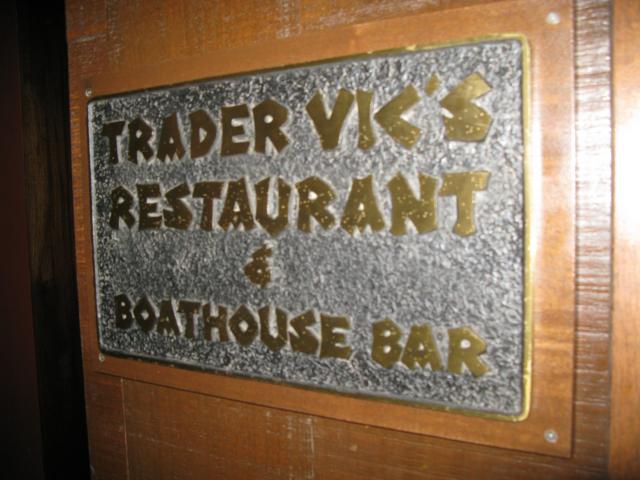 TRADER VIC'S
RESTAURANT
&
BOATHOUSE BAR